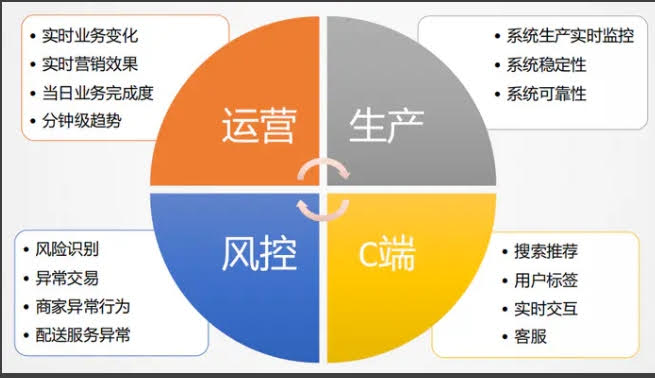 实时业务变化
实时营销效果
当日业务完成度
分钟级趋势
系统生产实时监控
系统稳定性
系统可靠性
运营
生产
风控
C端
风险识别
异常交易
商家异常行为
配送服务异常
搜索推荐
用户标签
实时交互
客服